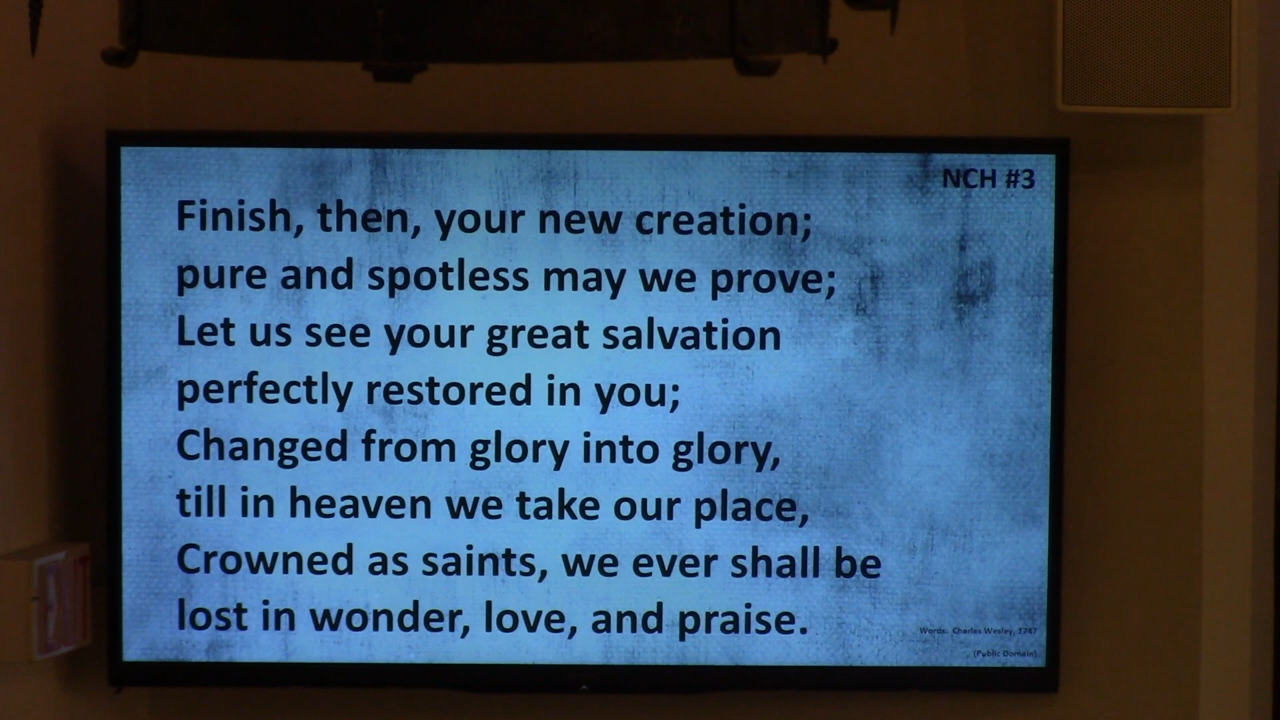 NCH #3
Finish, then, your new creation;
pure and spotless may we prove;
Let us see your great salvation
perfectly restored in you;
Changed from glory into glory,
till in heaven we take our place,
Crowned as saints, we ever shall be
lost in wonder, love, and praise.
Words: Charles Wesley, 1747
(Public Domain)